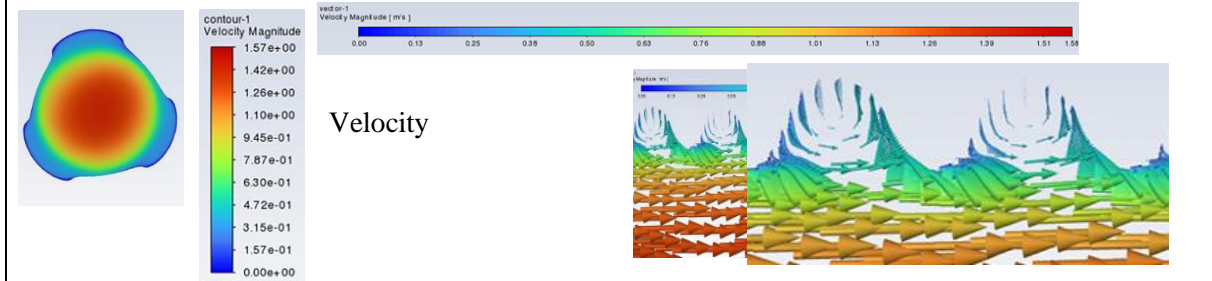 contour-1
Velocity Magnitude
1.57e+00
1.42e+00
1.26e+00
1.10e+00
9.45e-01
7.87e-01
6.30e-01
4.72e-01
3.15e-01
1.57e-01
0.00e+00
vector-1
Velocity Magnitude [ m/s ]
0.00 0.13 0.25 0.38 0.50 0.63 0.76 0.88 1.01 1.13 1.26 1.39 1.51 1.58
Velocity